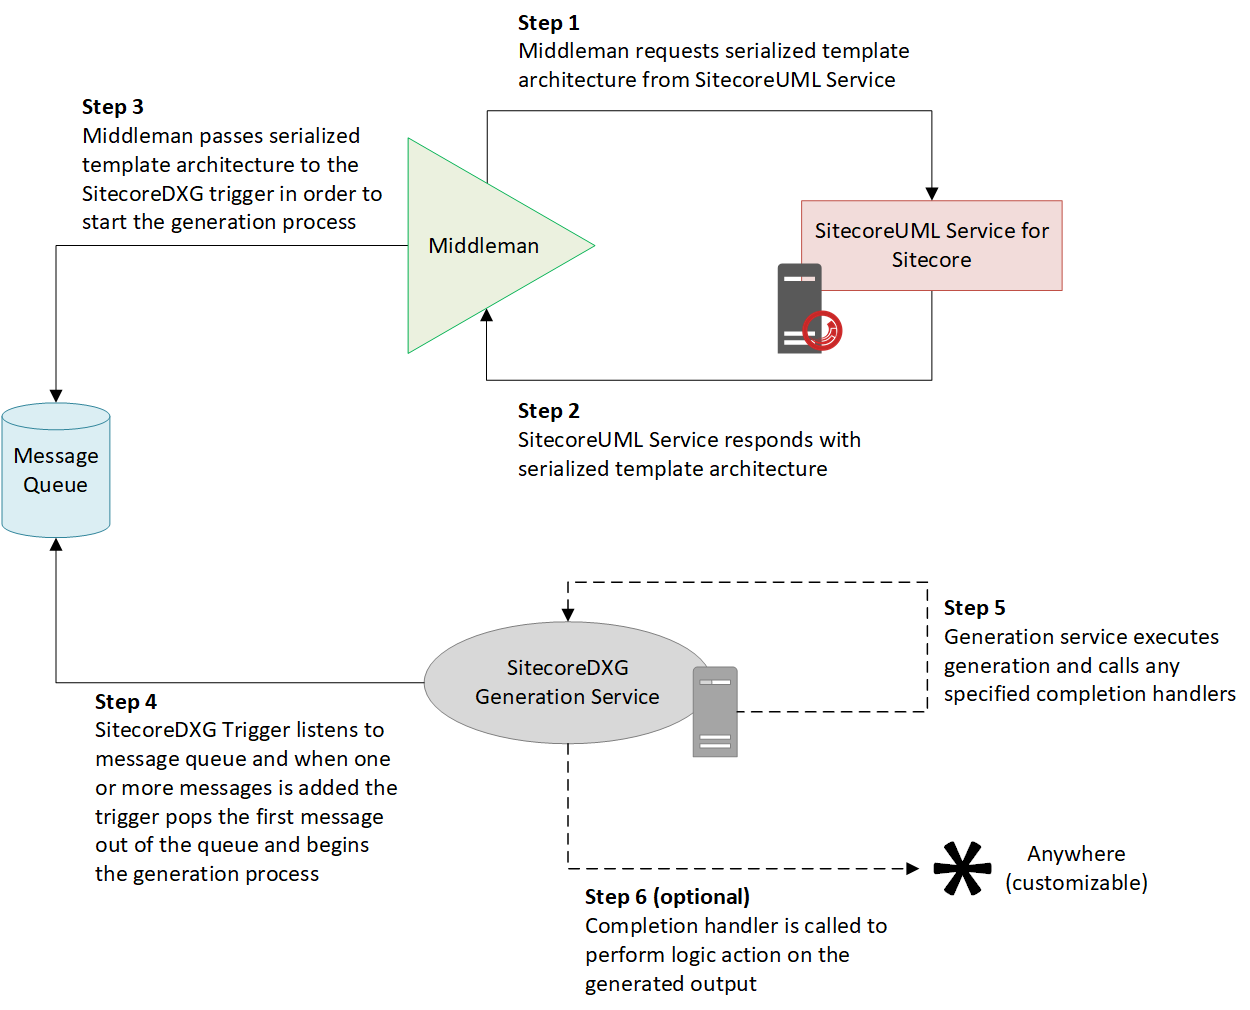 Step 1
Middleman requests serialized template
architecture from SitecoreUML Service
Step 3
Middleman passes serialized
template architecture to the
SitecoreDXG trigger in order to
start the generation process
Middleman
SitecoreUML Service for
Sitecore
Step 2
SitecoreUML Service responds with
serialized template architecture
Message
Queue
SitecoreDXG
Generation Service
Step 5
Generation service executes
generation and calls any
specified completion handlers
Step 4
SitecoreDXG Trigger listens to
message queue and when one
or more messages is added the
trigger pops the first message
out of the queue and begins
the generation process
Anywhere
(customizable)
Step 6 (optional)
Completion handler is called to
perform logic action on the
generated output